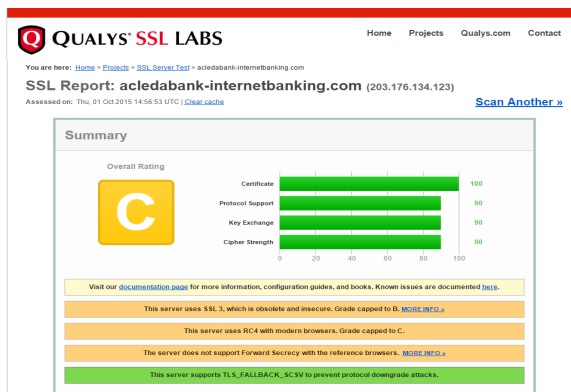 QUALYS® SSL LABS
Home Projects Qualys.com Contact
You are here: Home > Projects > SSL Server Test > acledabank-internetbanking.com
SSL Report: acledabank-internetbanking.com (203.176.134.123)
Assessed on: Thu, 01 Oct 2015 14:56:53 UTC | Clear cache
Scan Another »
Summary
Overall Rating
C
Certificate 100
Protocol Support 90
Key Exchange 90
Cipher Strength 90
0 20 40 60 80 100
Visit our documentation page for more information, configuration guides, and books. Known issues are documented here.
This server uses SSL 3, which is obsolete and insecure. Grade capped to B. MORE INFO »
This server uses RC4 with modern browsers. Grade capped to C.
The server does not support Forward Secrecy with the reference browsers. MORE INFO »
This server supports TLS_FALLBACK_SCSV to prevent protocol downgrade attacks.